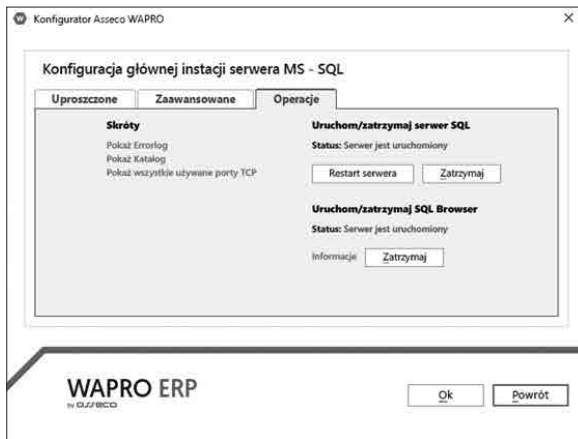 Konfigurator Asseco WAPRO
Konfiguracja głównej instacji serwera MS - SQL
Uproszczone Zaawansowane Operacje
Skróty
Pokaż Errorlog
Pokaż Katalog
Pokaż wszystkie używane porty TCP
Uruchom/zatrzymaj serwer SQL
Status: Serwer jest uruchomiony
Restart serwera Zatrzymaj
Uruchom/zatrzymaj SQL Browser
Status: Serwer jest uruchomiony
Informacje Zatrzymaj
WAPRO ERP
by asseco
Ok Powrót